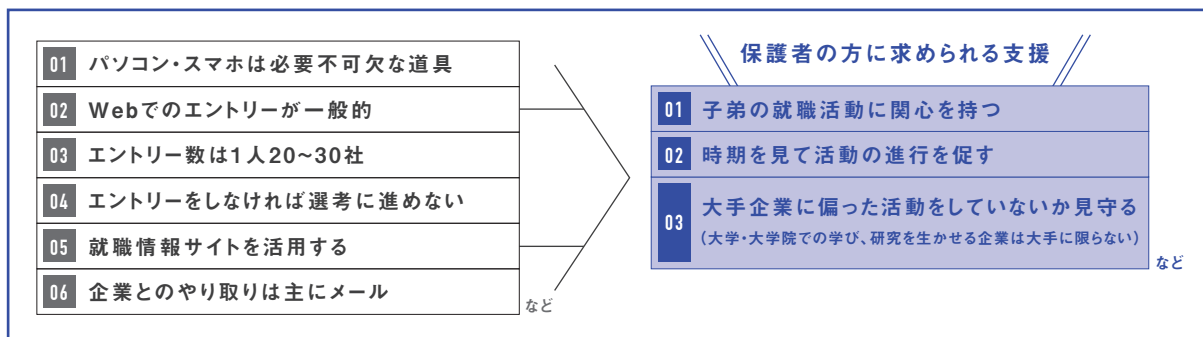 01 パソコン・スマホは必要不可欠な道具
02 Webでのエントリーが一般的
03 エントリー数は1人20~30社
04 エントリーをしなければ選考に進めない
05 就職情報サイトを活用する
06 企業とのやり取りは主にメール
など
保護者の方に求められる支援
01 子弟の就職活動に関心を持つ
02 時期を見て活動の進行を促す
03 大手企業に偏った活動をしていないか見守る
(大学・大学院での学び、研究を生かせる企業は大手に限らない)
など